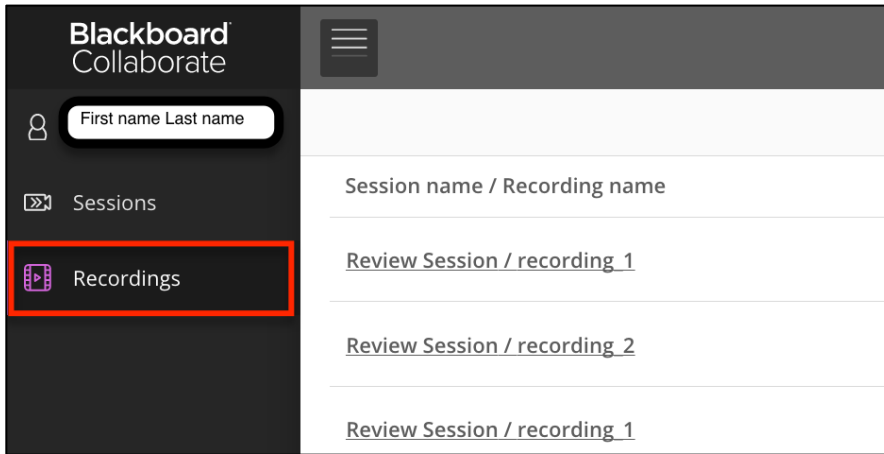 Blackboard
Collaborate
First name Last name
Sessions
Recordings
Session name / Recording name
Review Session / recording_1
Review Session / recording_2
Review Session / recording_1